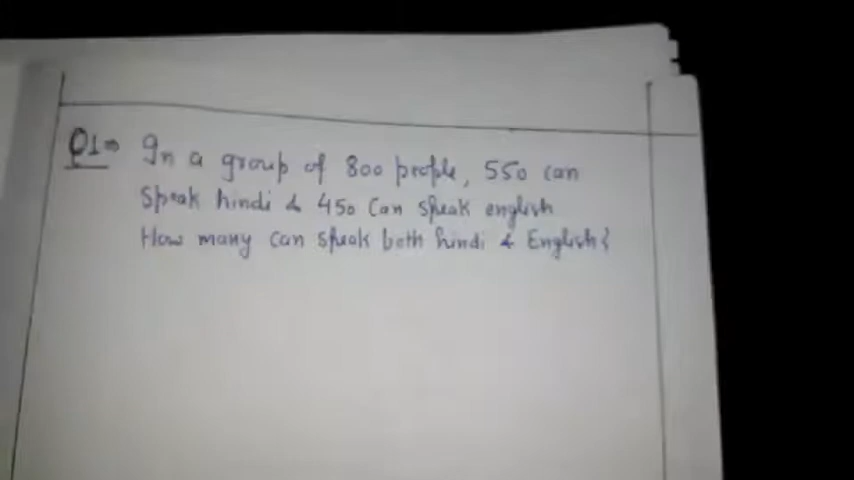 Q1⇒ In a group of 800 people, 550 can
Speak hindi & 450 Can speak english
How many can speak both hindi & English?